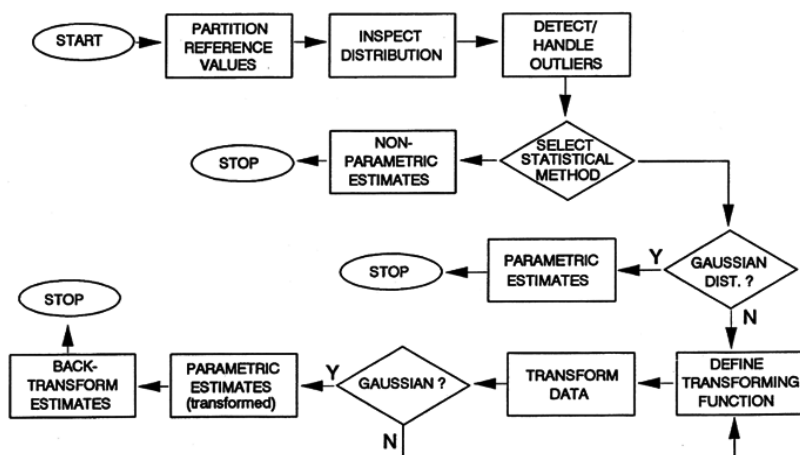 START
PARTITION
REFERENCE
VALUES
INSPECT
DISTRIBUTION
DETECT/
HANDLE
OUTLIERS
SELECT
STATISTICAL
METHOD
NON-
PARAMETRIC
ESTIMATES
STOP
GAUSSIAN
DIST. ?
Y
PARAMETRIC
ESTIMATES
STOP
N
DEFINE
TRANSFORMING
FUNCTION
TRANSFORM
DATA
GAUSSIAN ?
Y
N
PARAMETRIC
ESTIMATES
(transformed)
BACK-
TRANSFORM
ESTIMATES
STOP